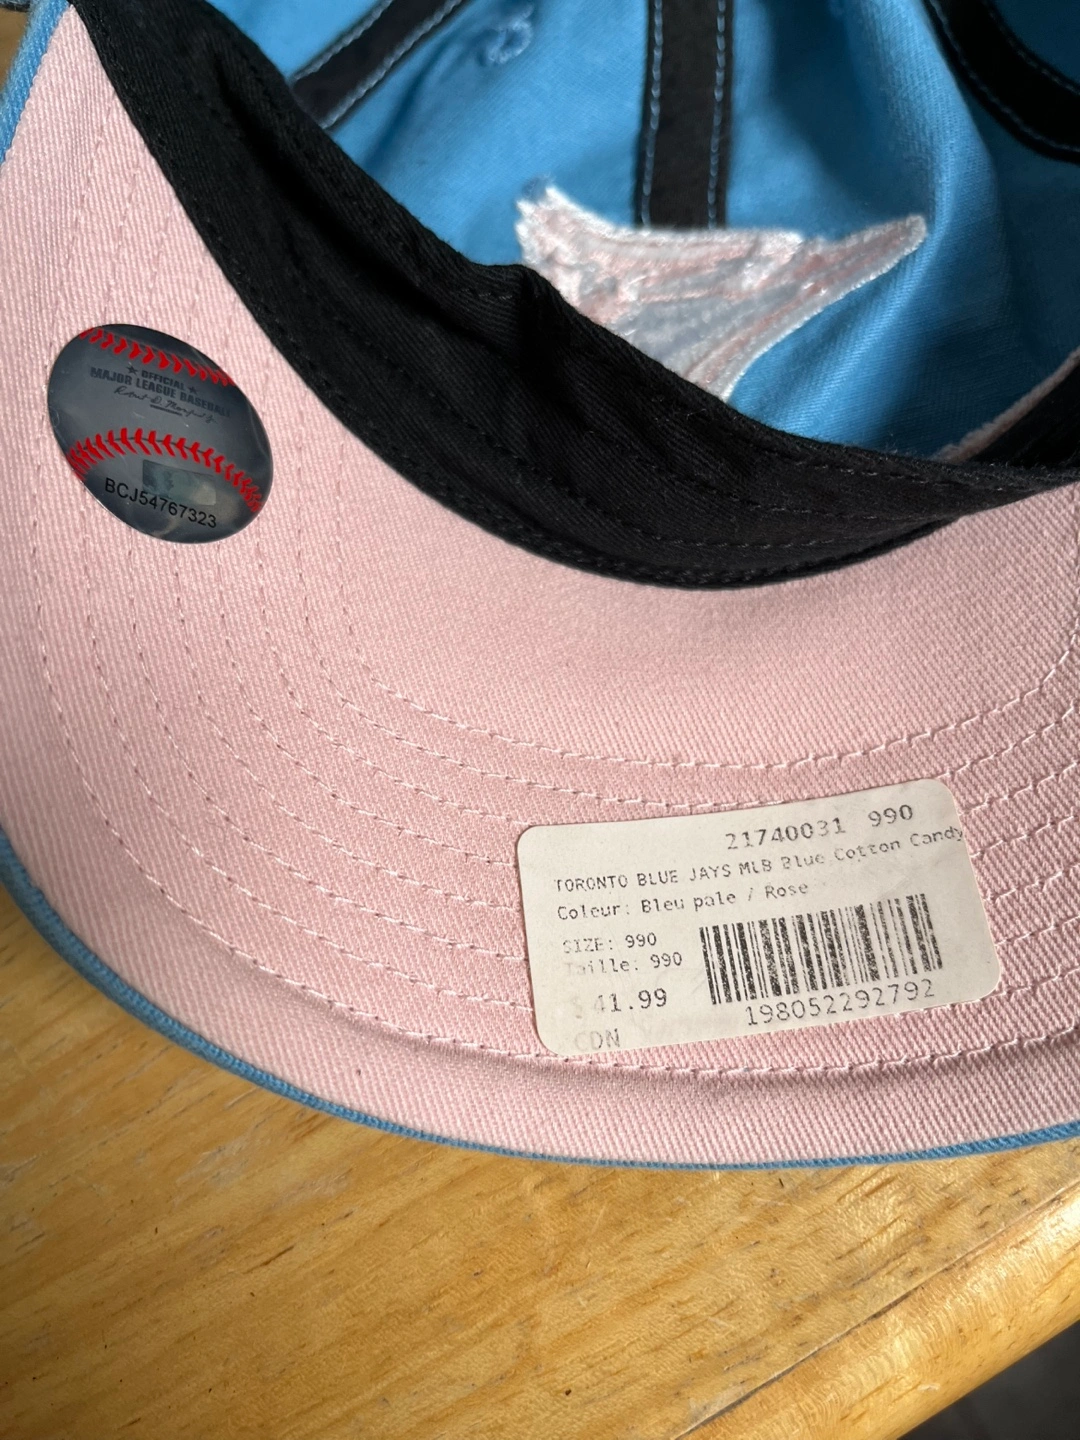 ★ OFFICIAL ★
MAJOR LEAGUE BASEBALL
BCJ54767323
21740031 990
TORONTO BLUE JAYS MLB Blue Cotton Candy
Coleur: Bleu pale / Rose
SIZE: 990
Taille: 990
$41.99
CDN
198052292792